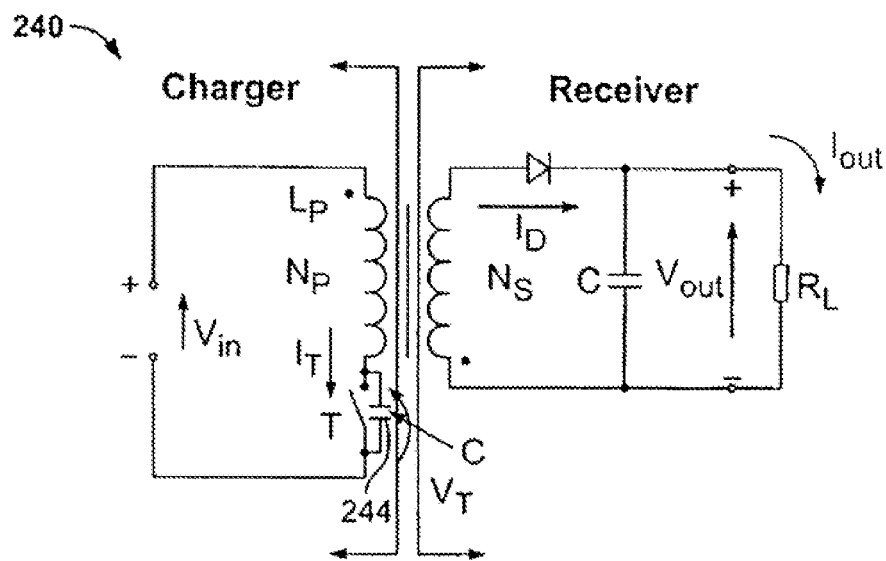 240
Charger
Receiver
I_out
L_P
N_P
I_D
N_S
C
V_out
R_L
+
−
V_in
I_T
T
+
−
C
244
V_T